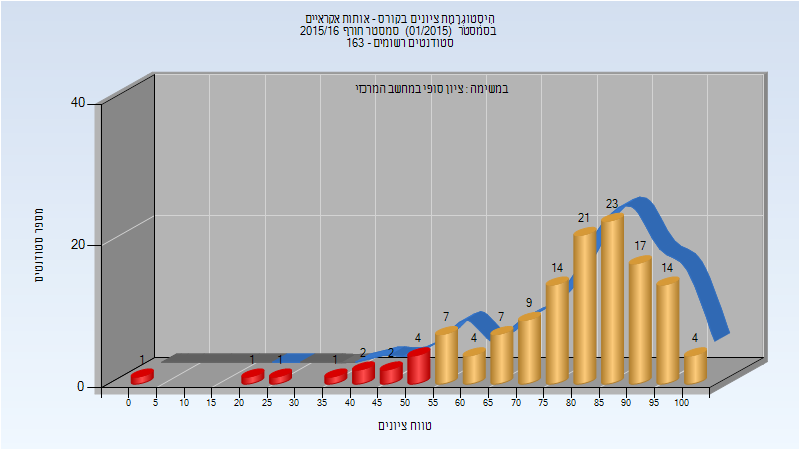 היסטוגרמת ציונים בקורס - אותות אקראיים
בסמסטר (01/2015) סמסטר חורף 2015/16
סטודנטים רשומים - 163
במשימה : ציון סופי במחשב המרכזי
מספר סטודנטים
40
20
0
1
1
1
1
2
2
4
7
4
7
9
14
21
23
17
14
4
0 5 10 15 20 25 30 35 40 45 50 55 60 65 70 75 80 85 90 95 100
טווח ציונים